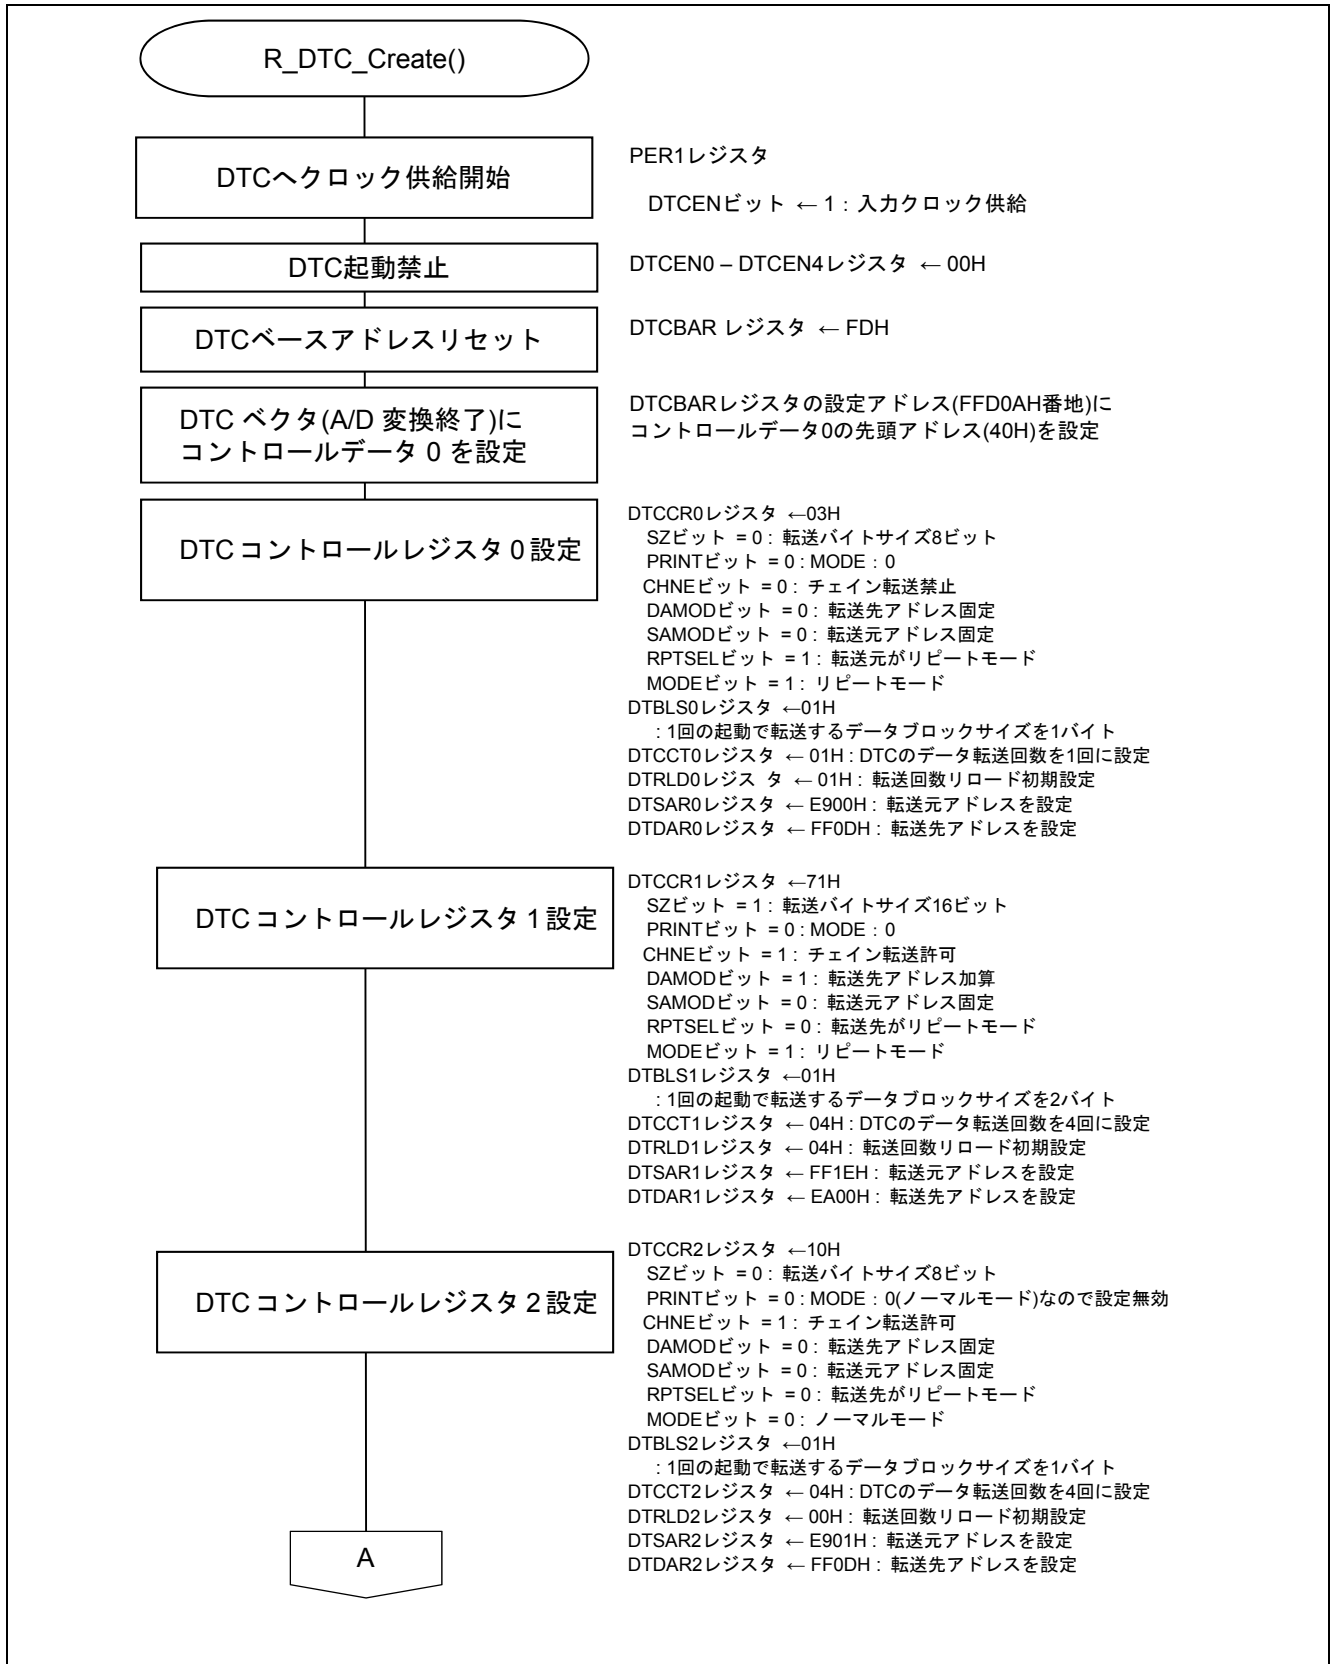 R_DTC_Create()
DTCへクロック供給開始
PER1レジスタ
DTCENビット ← 1：入力クロック供給
DTC起動禁止
DTCEN0 – DTCEN4レジスタ ← 00H
DTCベースアドレスリセット
DTCBAR レジスタ ← FDH
DTC ベクタ(A/D 変換終了)に
コントロールデータ 0 を設定
DTCBARレジスタの設定アドレス(FFD0AH番地)に
コントロールデータ0の先頭アドレス(40H)を設定
DTC コントロールレジスタ 0 設定
DTCCR0レジスタ ←03H
SZビット = 0 : 転送バイトサイズ8ビット
PRINTビット = 0 : MODE：0
CHNEビット = 0 : チェイン転送禁止
DAMODビット = 0 : 転送先アドレス固定
SAMODビット = 0 : 転送元アドレス固定
RPTSELビット = 1 : 転送元がリピートモード
MODEビット = 1 : リピートモード
DTBLS0レジスタ ←01H
: 1回の起動で転送するデータブロックサイズを1バイト
DTCCT0レジスタ ← 01H : DTCのデータ転送回数を1回に設定
DTRLD0レジス タ ← 01H : 転送回数リロード初期設定
DTSAR0レジスタ ← E900H : 転送元アドレスを設定
DTDAR0レジスタ ← FF0DH : 転送先アドレスを設定
DTC コントロールレジスタ 1 設定
DTCCR1レジスタ ←71H
SZビット = 1 : 転送バイトサイズ16ビット
PRINTビット = 0 : MODE：0
CHNEビット = 1 : チェイン転送許可
DAMODビット = 1 : 転送先アドレス加算
SAMODビット = 0 : 転送元アドレス固定
RPTSELビット = 0 : 転送先がリピートモード
MODEビット = 1 : リピートモード
DTBLS1レジスタ ←01H
: 1回の起動で転送するデータブロックサイズを2バイト
DTCCT1レジスタ ← 04H : DTCのデータ転送回数を4回に設定
DTRLD1レジスタ ← 04H : 転送回数リロード初期設定
DTSAR1レジスタ ← FF1EH : 転送元アドレスを設定
DTDAR1レジスタ ← EA00H : 転送先アドレスを設定
DTC コントロールレジスタ 2 設定
DTCCR2レジスタ ←10H
SZビット = 0 : 転送バイトサイズ8ビット
PRINTビット = 0 : MODE：0(ノーマルモード)なので設定無効
CHNEビット = 1 : チェイン転送許可
DAMODビット = 0 : 転送先アドレス固定
SAMODビット = 0 : 転送元アドレス固定
RPTSELビット = 0 : 転送先がリピートモード
MODEビット = 0 : ノーマルモード
DTBLS2レジスタ ←01H
: 1回の起動で転送するデータブロックサイズを1バイト
DTCCT2レジスタ ← 04H : DTCのデータ転送回数を4回に設定
DTRLD2レジスタ ← 00H : 転送回数リロード初期設定
DTSAR2レジスタ ← E901H : 転送元アドレスを設定
DTDAR2レジスタ ← FF0DH : 転送先アドレスを設定
A